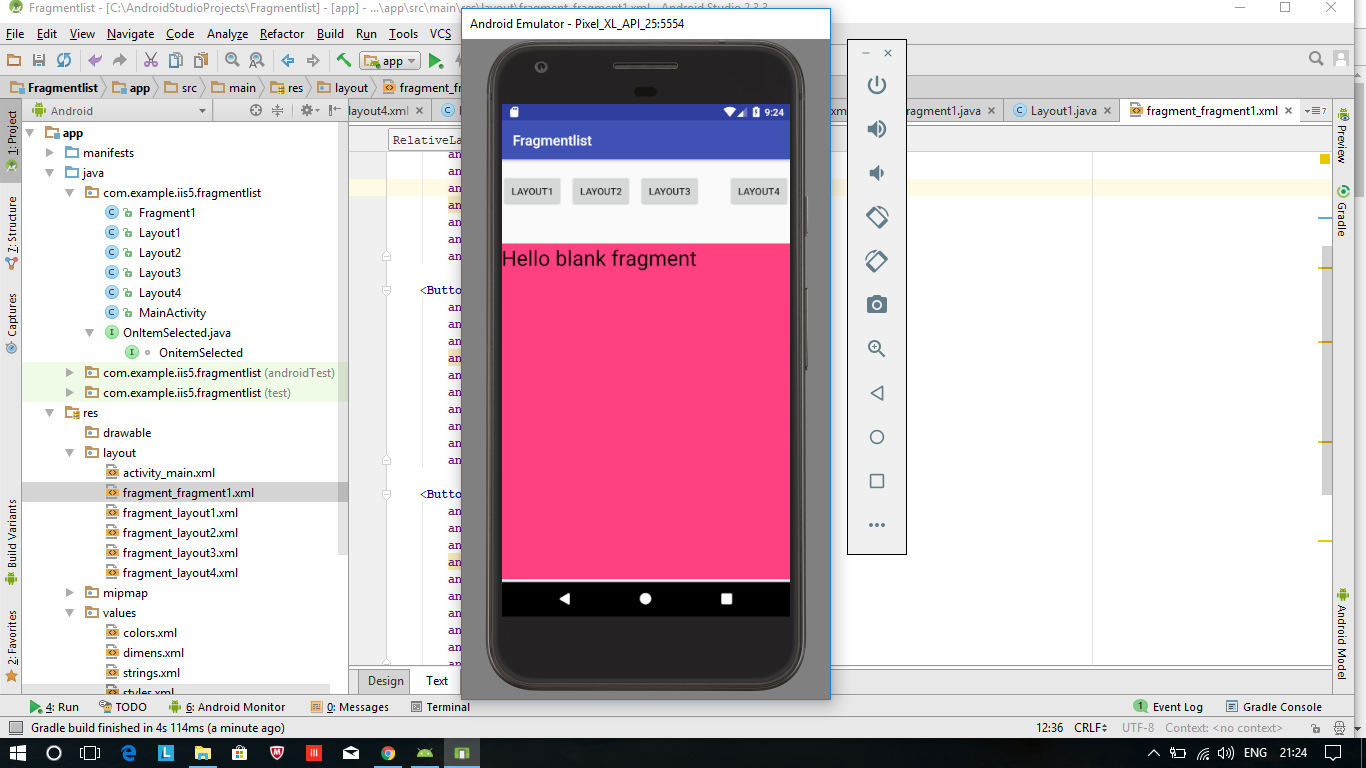 Fragmentlist - [C:\AndroidStudioProjects\Fragmentlist] - [app] - ...\app\src\main\res\layout\fragment_fragment1.xml - Android Studio 2.3.3
Android Emulator - Pixel_XL_API_25:5554
File Edit View Navigate Code Analyze Refactor Build Run Tools VCS
app
Fragmentlist app src main res layout fragment_f
Android
layout4.xml
ragment1.java
Layout1.java
fragment_fragment1.xml
7
RelativeLa
1: Project
7: Structure
Captures
Build Variants
2: Favorites
app
manifests
java
com.example.iis5.fragmentlist
Fragment1
Layout1
Layout2
Layout3
Layout4
MainActivity
OnItemSelected.java
OnitemSelected
com.example.iis5.fragmentlist (androidTest)
com.example.iis5.fragmentlist (test)
res
drawable
layout
activity_main.xml
fragment_fragment1.xml
fragment_layout1.xml
fragment_layout2.xml
fragment_layout3.xml
fragment_layout4.xml
mipmap
values
colors.xml
dimens.xml
strings.xml
styles.xml
an
an
an
an
an
an
an
<Butto
an
an
an
an
an
an
an
an
an
an
<Butto
an
an
an
an
an
an
an
an
an
an
Design Text
9:24
Fragmentlist
LAYOUT1 LAYOUT2 LAYOUT3 LAYOUT4
Hello blank fragment
Preview
Gradle
Android Model
4: Run TODO 6: Android Monitor 0: Messages Terminal 1 Event Log Gradle Console
Gradle build finished in 4s 114ms (a minute ago) 12:36 CRLF UTF-8 Context: <no context>
ENG 21:24